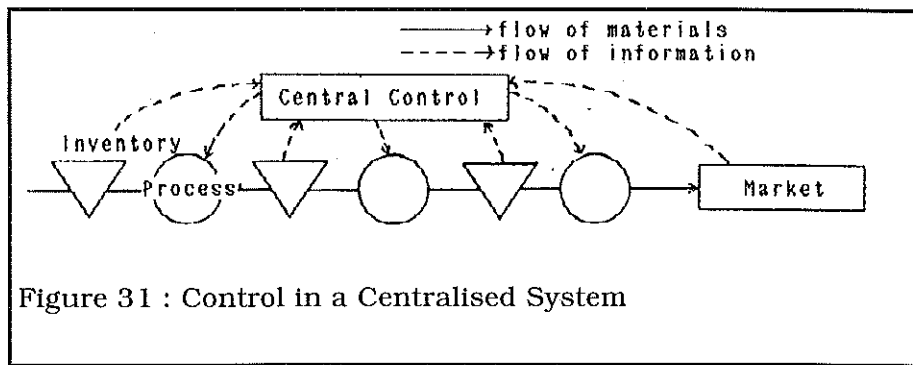 flow of materials
flow of information
Central Control
Inventory
Process
Market
Figure 31 : Control in a Centralised System